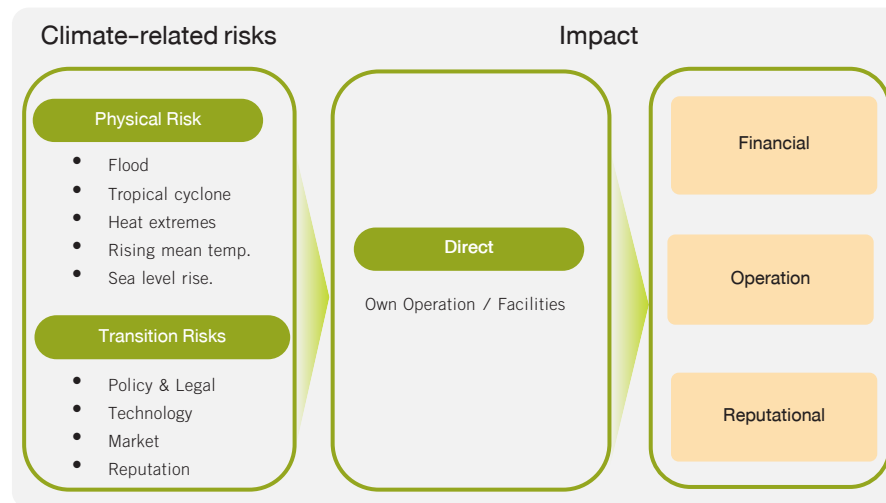 Climate-related risks
Impact
Physical Risk
• Flood
• Tropical cyclone
• Heat extremes
• Rising mean temp.
• Sea level rise.
Transition Risks
• Policy & Legal
• Technology
• Market
• Reputation
Direct
Own Operation / Facilities
Financial
Operation
Reputational